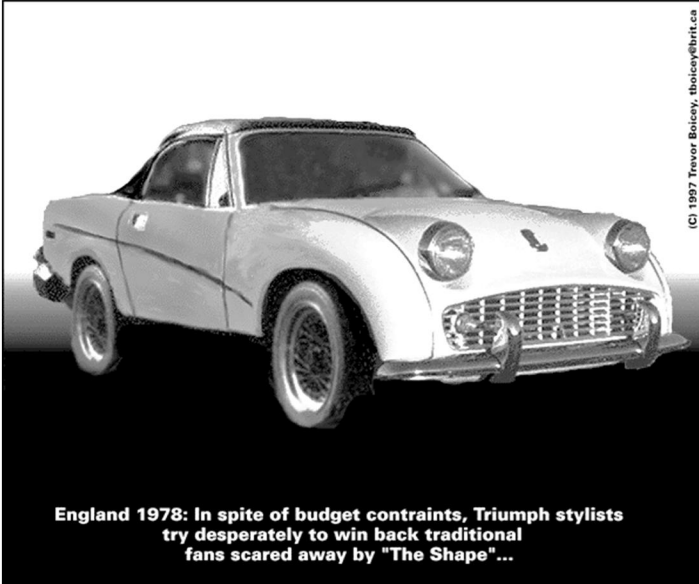 (C) 1997 Trevor Boicey, tboicey@brit.ca
England 1978: In spite of budget contraints, Triumph stylists
try desperately to win back traditional
fans scared away by "The Shape"...